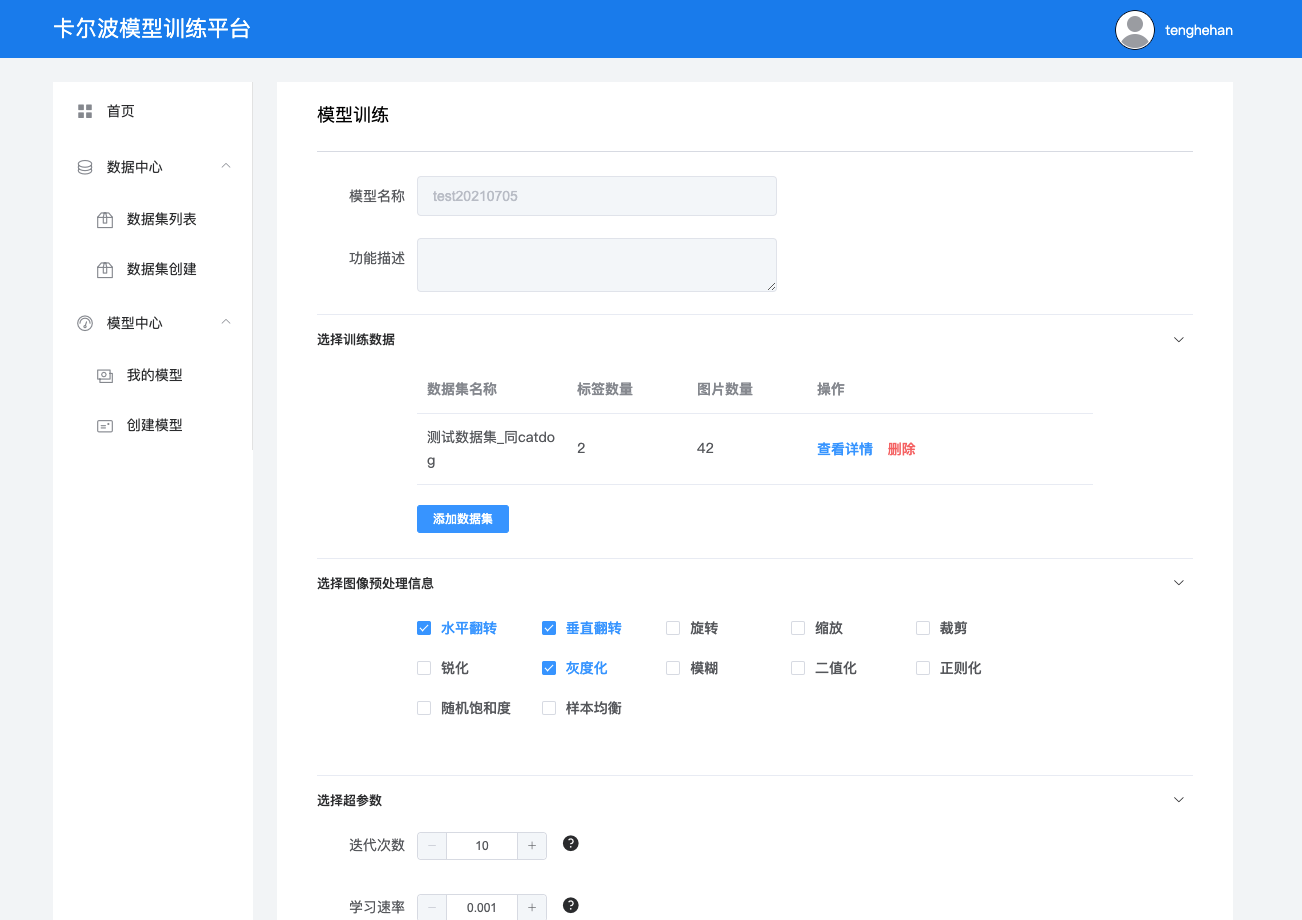 卡尔波模型训练平台
tenghehan
首页
数据中心
数据集列表
数据集创建
模型中心
我的模型
创建模型
模型训练
模型名称 test20210705
功能描述
选择训练数据
数据集名称 标签数量 图片数量 操作
测试数据集_同catdo
g
2 42 查看详情 删除
添加数据集
选择图像预处理信息
水平翻转 垂直翻转 旋转 缩放 裁剪
锐化 灰度化 模糊 二值化 正则化
随机饱和度 样本均衡
选择超参数
迭代次数 − 10 + ?
学习速率 − 0.001 + ?